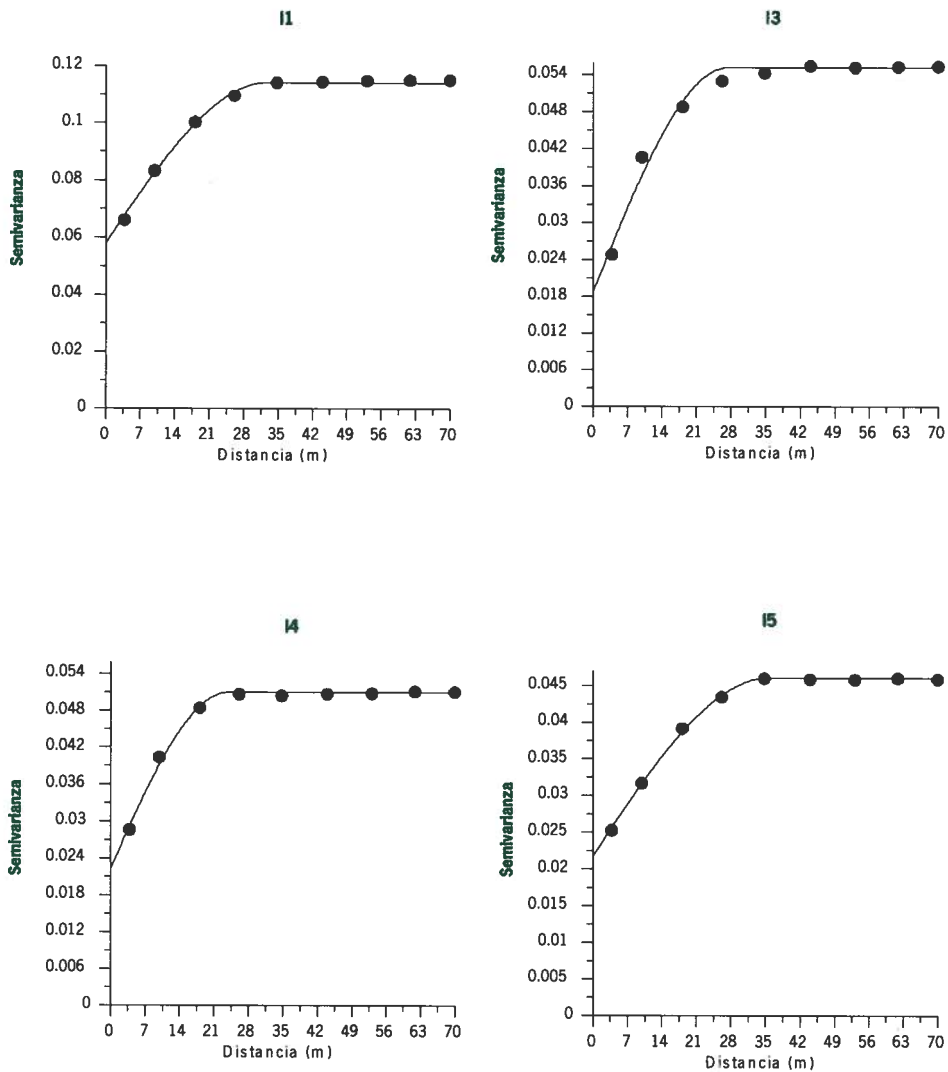 I1
0.12
0.1
0.08
0.06
0.04
0.02
0
Semivarianza
0 7 14 21 28 35 42 49 56 63 70
Distancia (m)
I3
0.054
0.048
0.042
0.036
0.03
0.024
0.018
0.012
0.006
0
Semivarianza
0 7 14 21 28 35 42 49 56 63 70
Distancia (m)
I4
0.054
0.048
0.042
0.036
0.03
0.024
0.018
0.012
0.006
0
Semivarianza
0 7 14 21 28 35 42 49 56 63 70
Distancia (m)
I5
0.045
0.04
0.035
0.03
0.025
0.02
0.015
0.01
0.005
0
Semivarianza
0 7 14 21 28 35 42 49 56 63 70
Distancia (m)